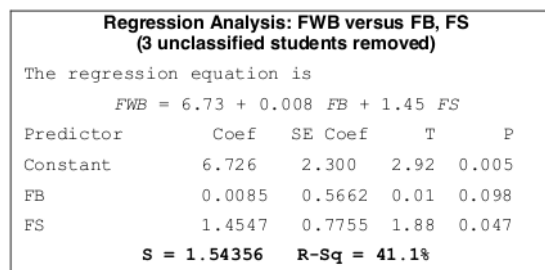 Regression Analysis: FWB versus FB, FS
(3 unclassified students removed)
The regression equation is
FWB = 6.73 + 0.008 FB + 1.45 FS
Predictor Coef SE Coef T P
Constant 6.726 2.300 2.92 0.005
FB 0.0085 0.5662 0.01 0.098
FS 1.4547 0.7755 1.88 0.047
S = 1.54356 R-Sq = 41.1%